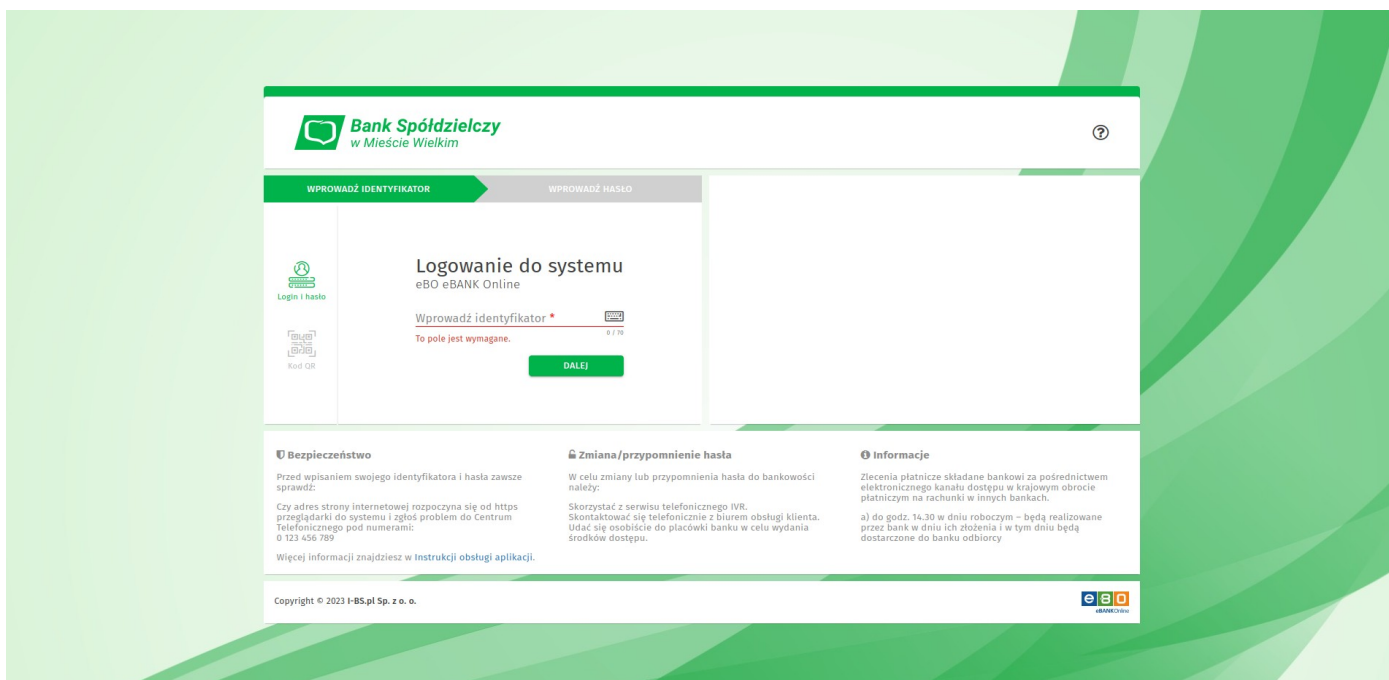 Bank Spółdzielczy
w Mieście Wielkim
WPROWADŹ IDENTYFIKATOR
WPROWADŹ HASŁO
Login i hasło
Kod QR
Logowanie do systemu
eBO eBANK Online
Wprowadź identyfikator *
To pole jest wymagane.
0 / 70
DALEJ
Bezpieczeństwo
Przed wpisaniem swojego identyfikatora i hasła zawsze
sprawdź:
Czy adres strony internetowej rozpoczyna się od https
przeglądarki do systemu i zgłoś problem do Centrum
Telefonicznego pod numerami:
0 123 456 789
Więcej informacji znajdziesz w Instrukcji obsługi aplikacji.
Zmiana/przypomnienie hasła
W celu zmiany lub przypomnienia hasła do bankowości
należy:
Skorzystać z serwisu telefonicznego IVR.
Skontaktować się telefonicznie z biurem obsługi klienta.
Udać się osobiście do placówki banku w celu wydania
środków dostępu.
Informacje
Zlecenia płatnicze składane bankowi za pośrednictwem
elektronicznego kanału dostępu w krajowym obrocie
płatniczym na rachunki w innych bankach.
a) do godz. 14.30 w dniu roboczym – będą realizowane
przez bank w dniu ich złożenia i w tym dniu będą
dostarczone do banku odbiorcy
Copyright © 2023 I-BS.pl Sp. z o. o.
eBO
eBANKOnline